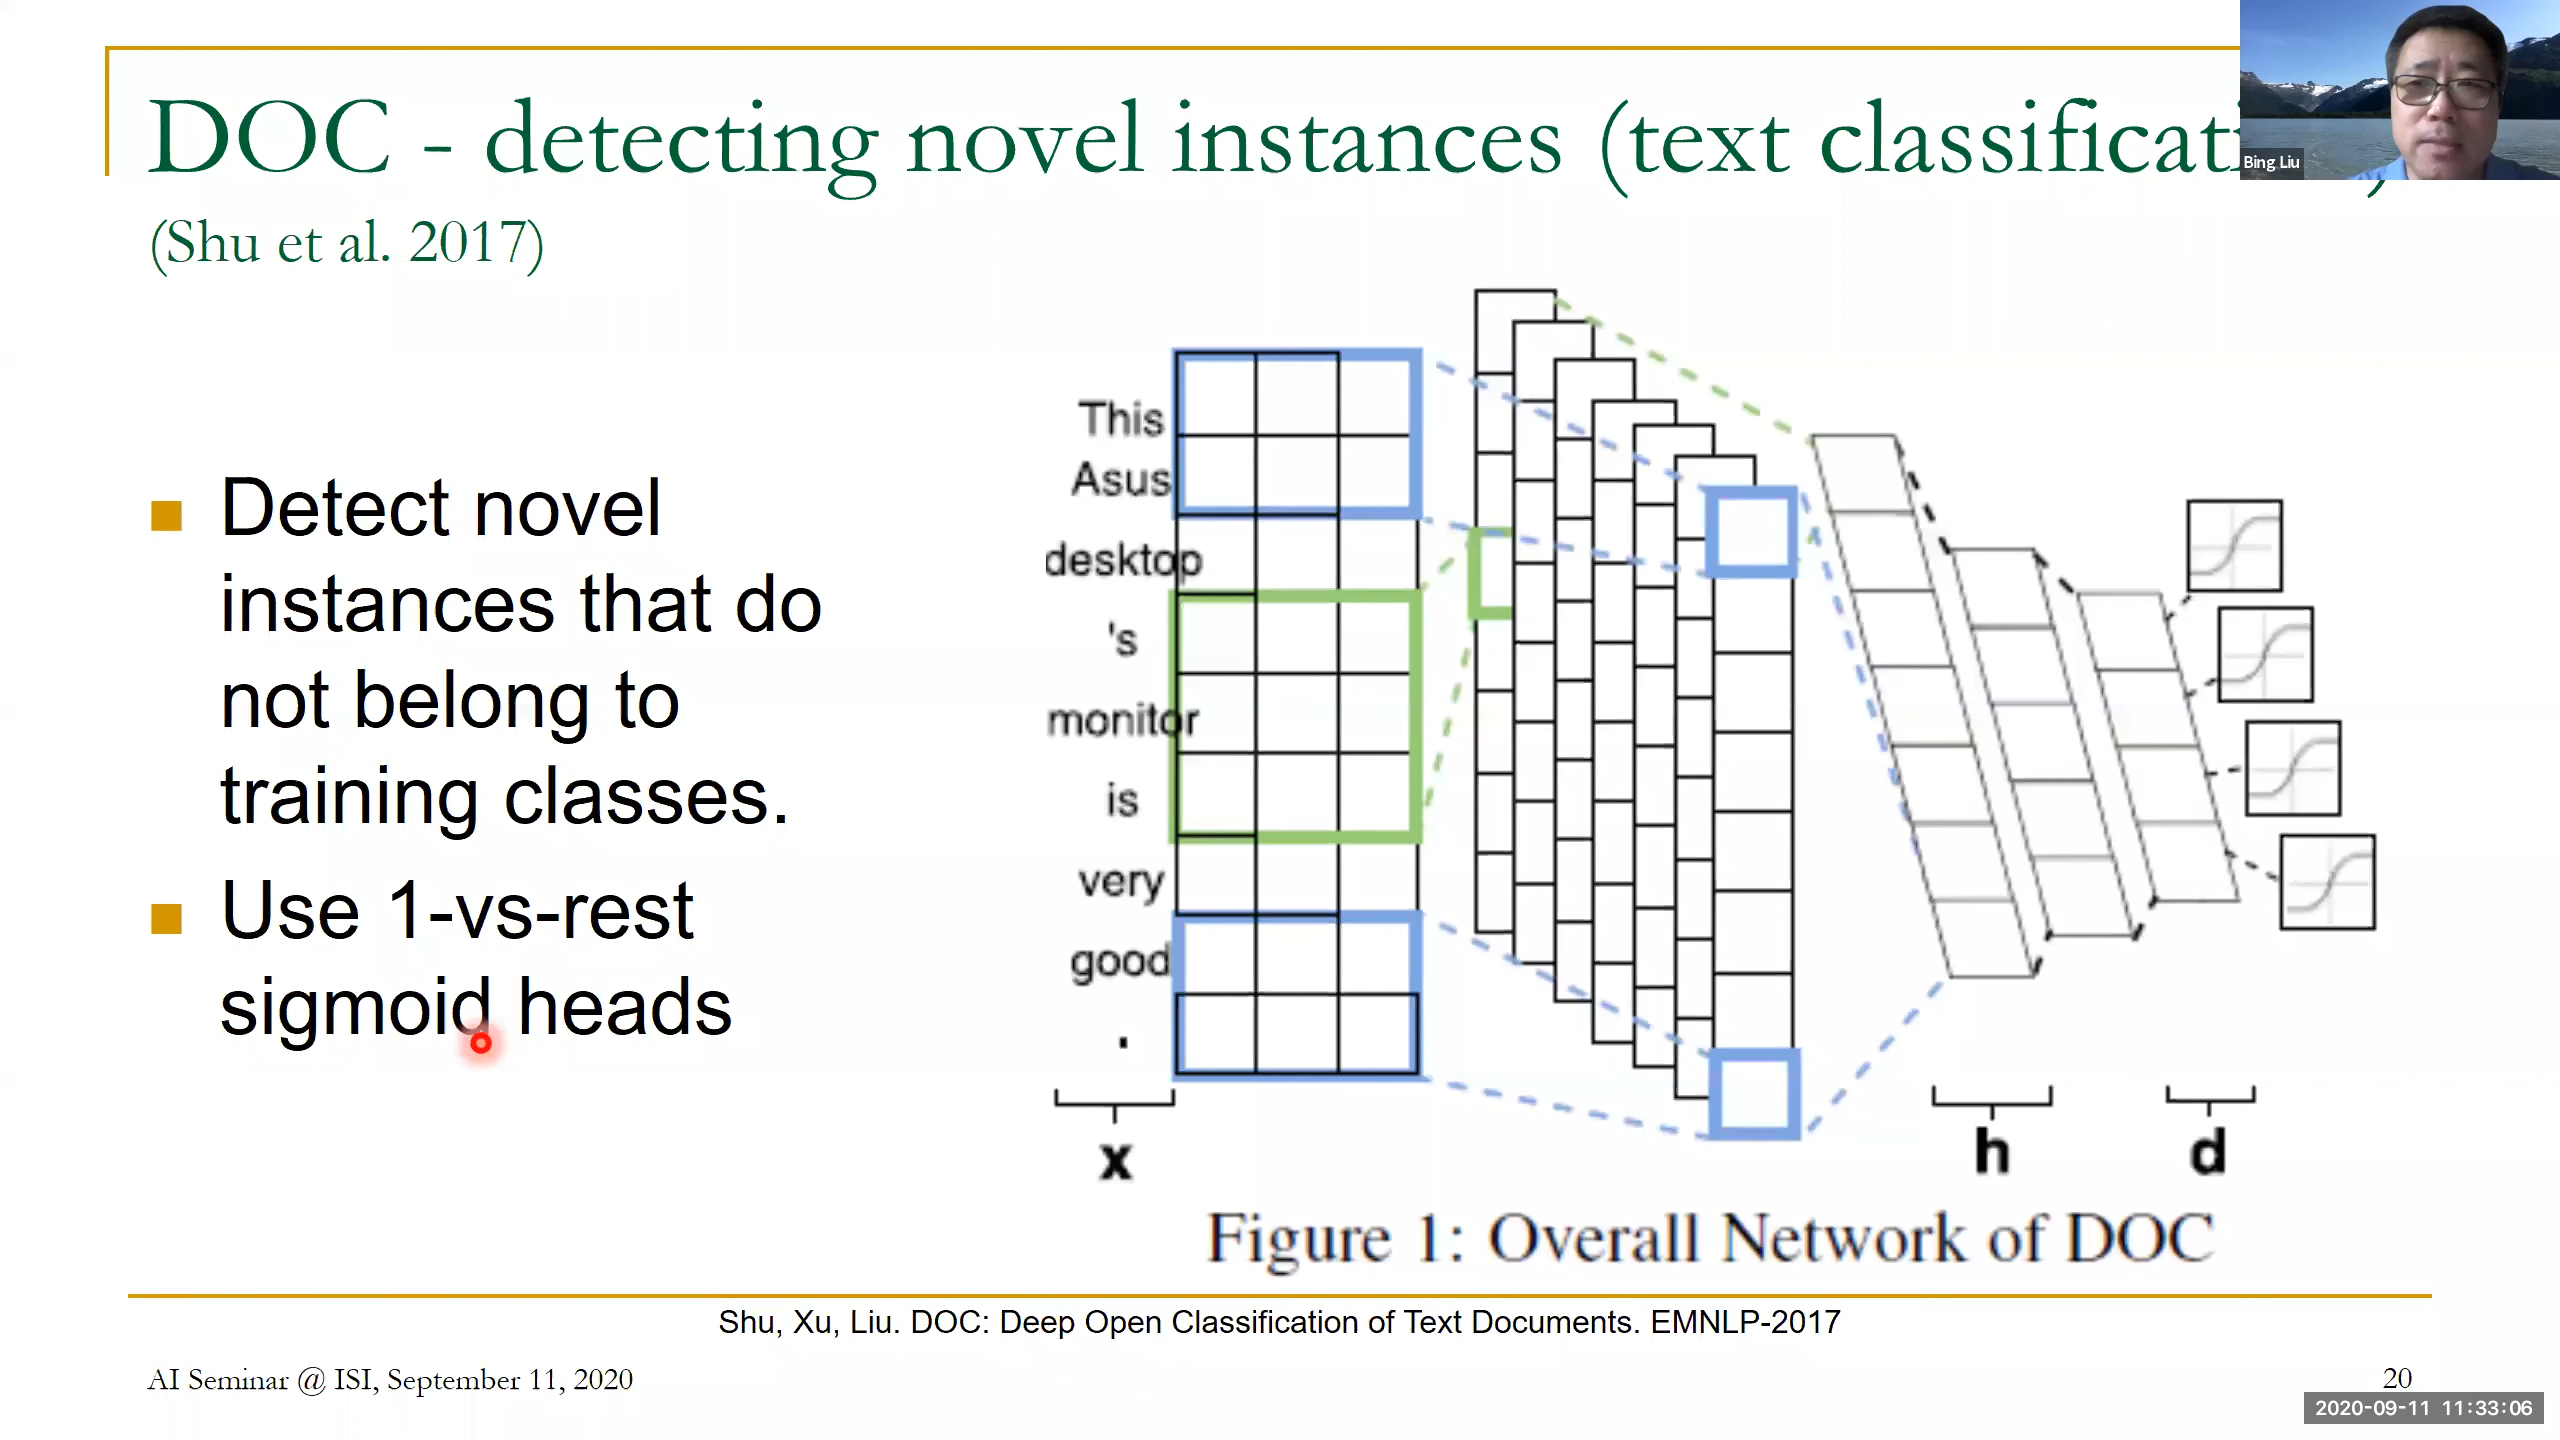 DOC - detecting novel instances (text classificati
(Shu et al. 2017)
Bing Liu
Detect novel
instances that do
not belong to
training classes.
Use 1-vs-rest
sigmoid heads
This
Asus
desktop
's
monitor
is
very
good
.
x
h
d
Figure 1: Overall Network of DOC
Shu, Xu, Liu. DOC: Deep Open Classification of Text Documents. EMNLP-2017
AI Seminar @ ISI, September 11, 2020
20
2020-09-11 11:33:06